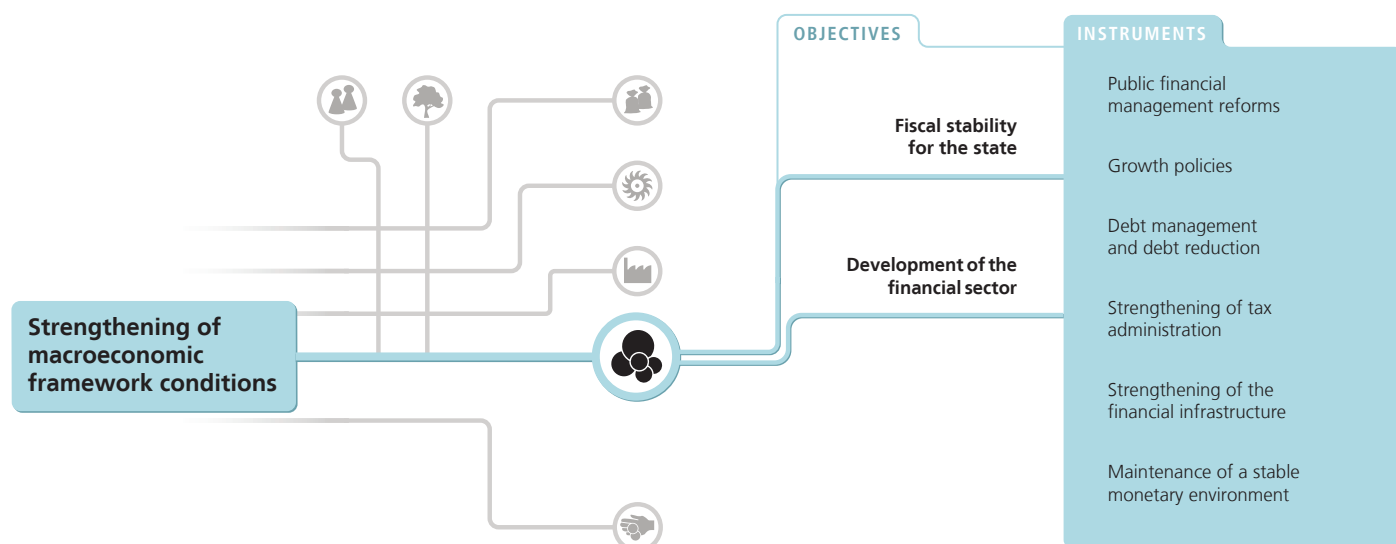 OBJECTIVES
INSTRUMENTS
Strengthening of
macroeconomic
framework conditions
Fiscal stability
for the state
Development of the
financial sector
Public financial
management reforms
Growth policies
Debt management
and debt reduction
Strengthening of tax
administration
Strengthening of the
financial infrastructure
Maintenance of a stable
monetary environment